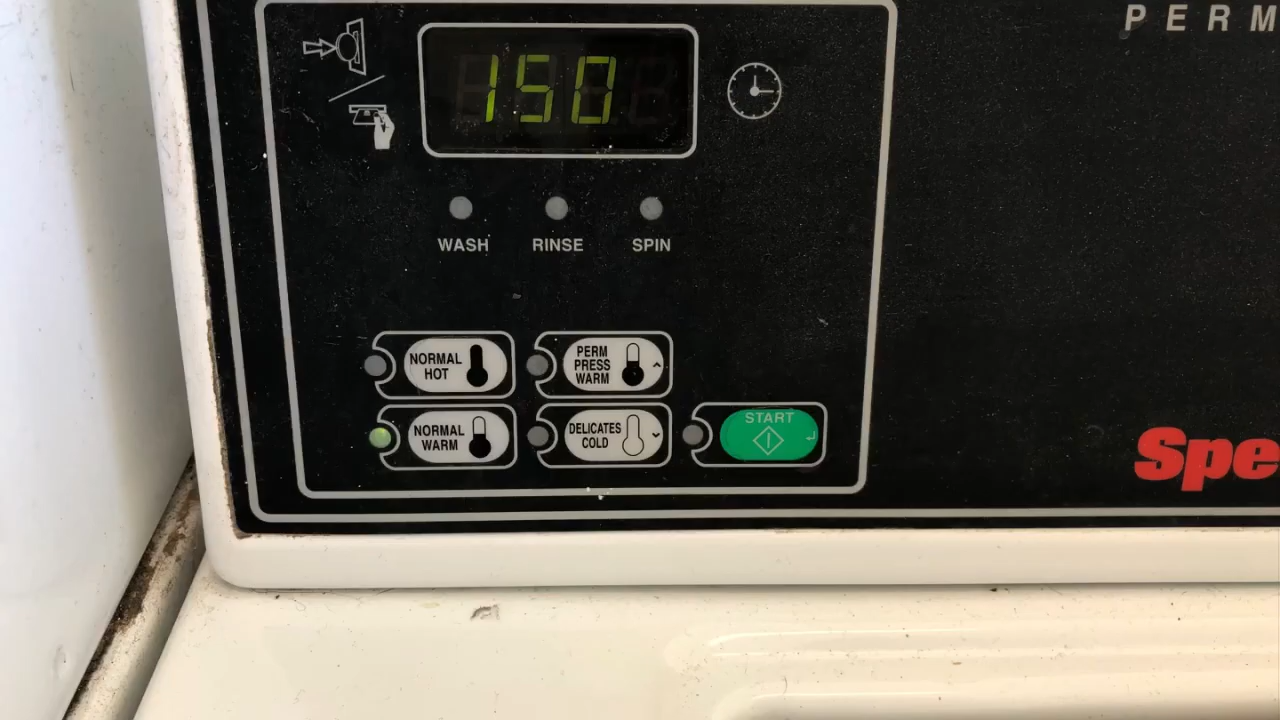 PERM
150
WASH RINSE SPIN
NORMAL
HOT
PERM
PRESS
WARM
NORMAL
WARM
DELICATES
COLD
START
Spe